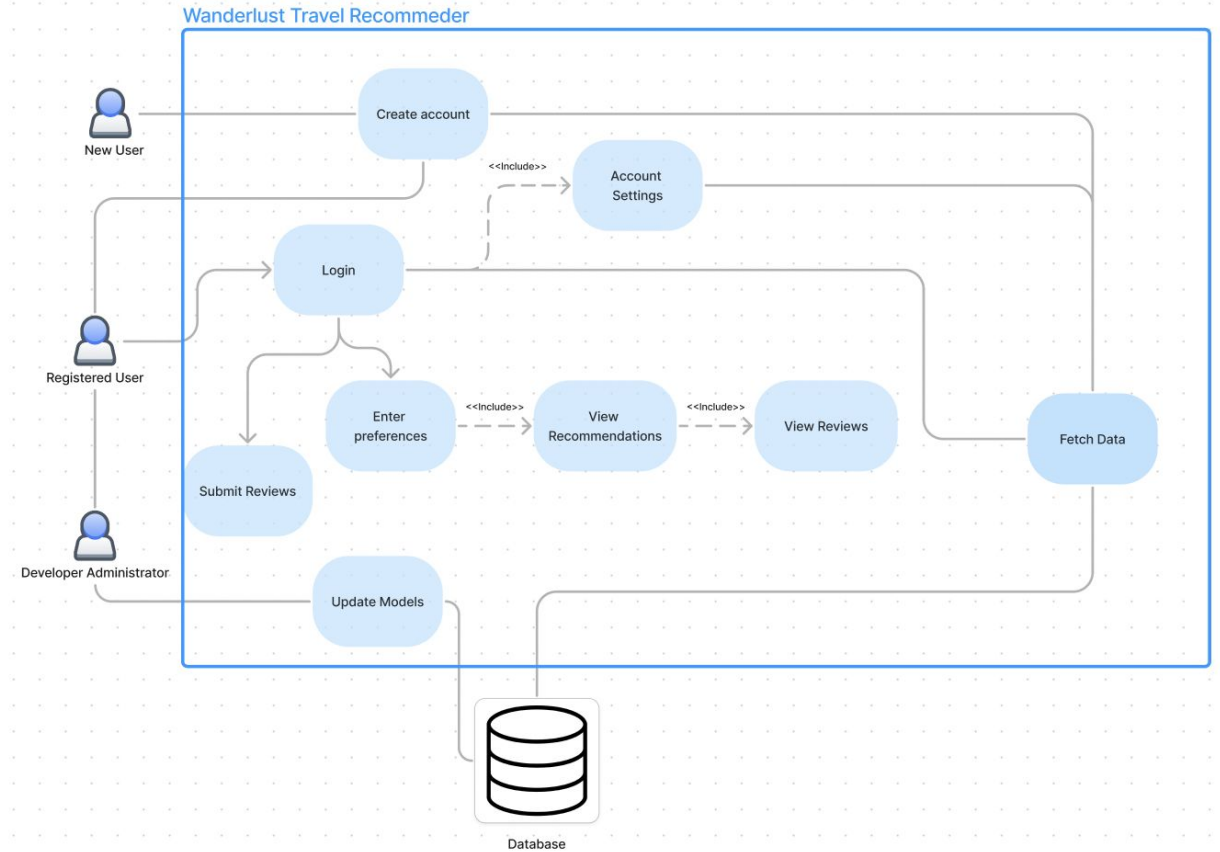 Wanderlust Travel Recommeder
Create account
New User
<<Include>>
Account
Settings
Login
Registered User
Enter
preferences
<<Include>>
View
Recommendations
<<Include>>
View Reviews
Fetch Data
Submit Reviews
Developer Administrator
Update Models
Database